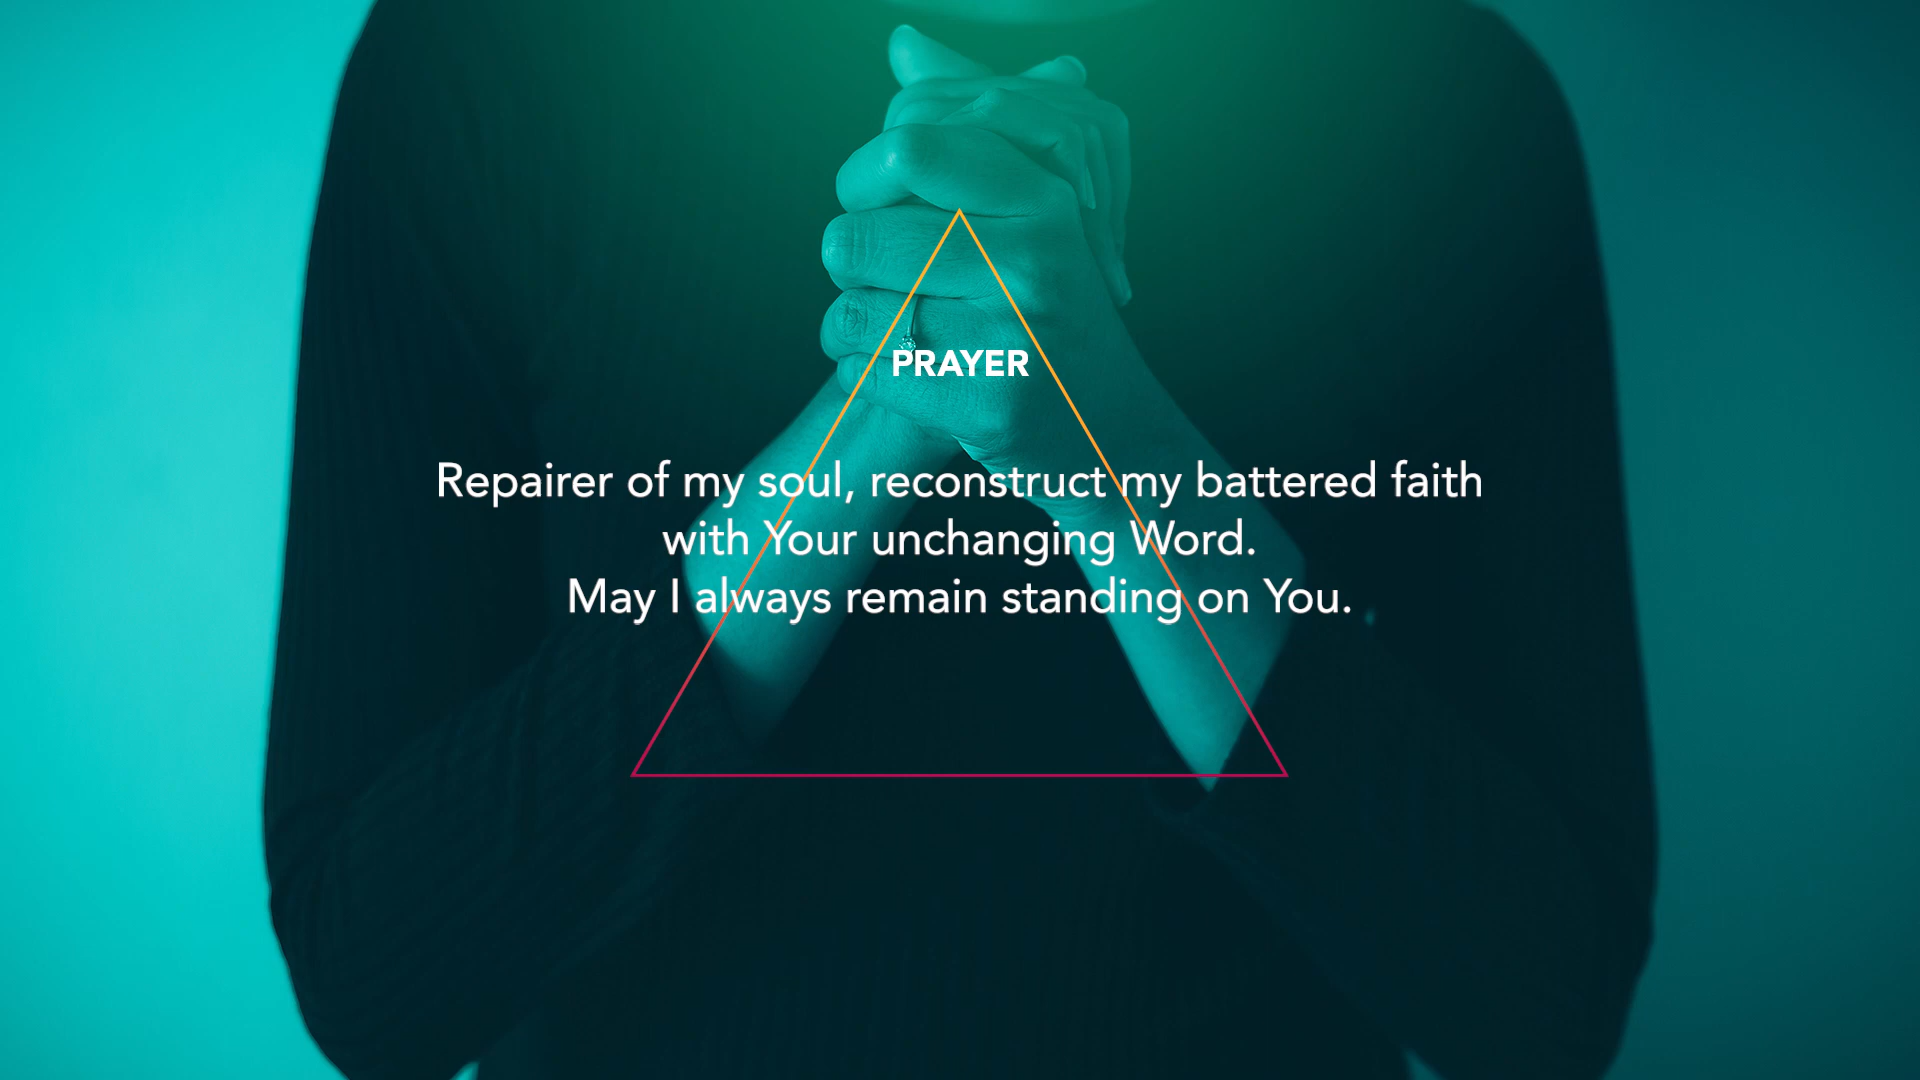 PRAYER
Repairer of my soul, reconstruct my battered faith
with Your unchanging Word.
May I always remain standing on You.